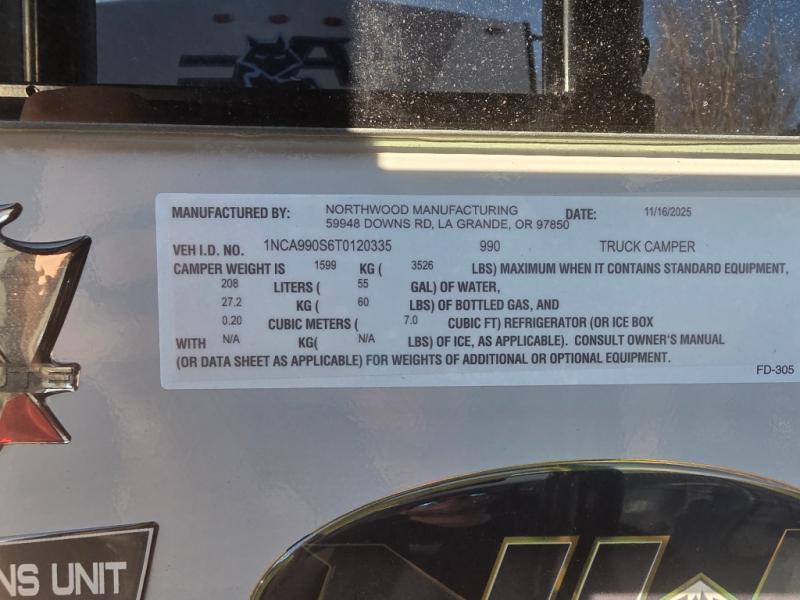 MANUFACTURED BY: NORTHWOOD MANUFACTURING DATE: 11/16/2025
59948 DOWNS RD, LA GRANDE, OR 97850
VEH I.D. NO. 1NCA990S6T0120335 990 TRUCK CAMPER
CAMPER WEIGHT IS 1599 KG ( 3526 LBS) MAXIMUM WHEN IT CONTAINS STANDARD EQUIPMENT,
208 LITERS ( 55 GAL) OF WATER,
27.2 KG ( 60 LBS) OF BOTTLED GAS, AND
0.20 CUBIC METERS ( 7.0 CUBIC FT) REFRIGERATOR (OR ICE BOX
WITH N/A KG( N/A LBS) OF ICE, AS APPLICABLE). CONSULT OWNER'S MANUAL
(OR DATA SHEET AS APPLICABLE) FOR WEIGHTS OF ADDITIONAL OR OPTIONAL EQUIPMENT.
FD-305
NS UNIT